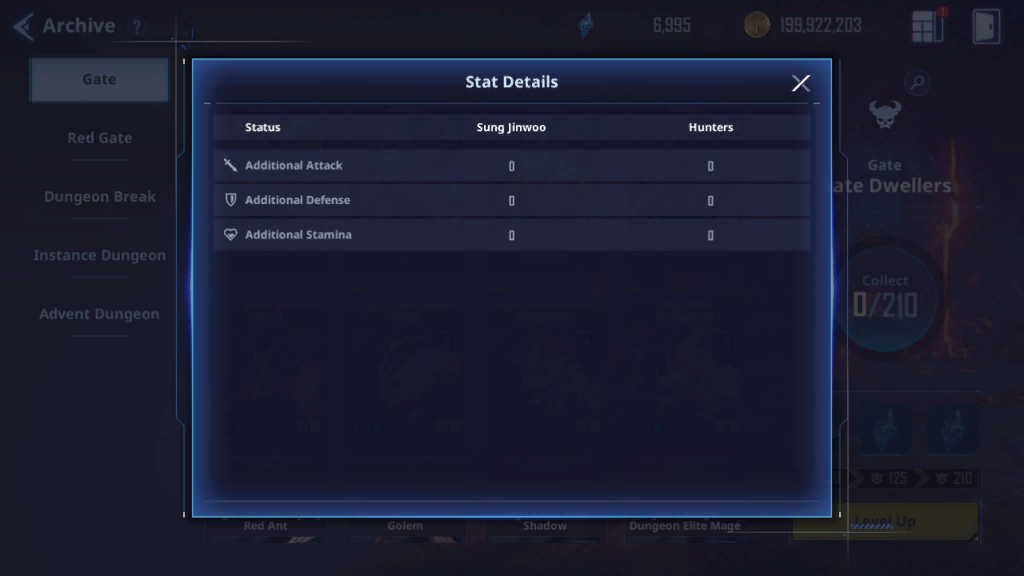 Archive ?
6,995
199,922,203
Gate
Red Gate
Dungeon Break
Instance Dungeon
Advent Dungeon
Stat Details
Status Sung Jinwoo Hunters
Additional Attack 0 0
Additional Defense 0 0
Additional Stamina 0 0
Gate
ate Dwellers
Collect
0/210
125 210
Level Up
Red Ant
Golem
Shadow
Dungeon Elite Mage